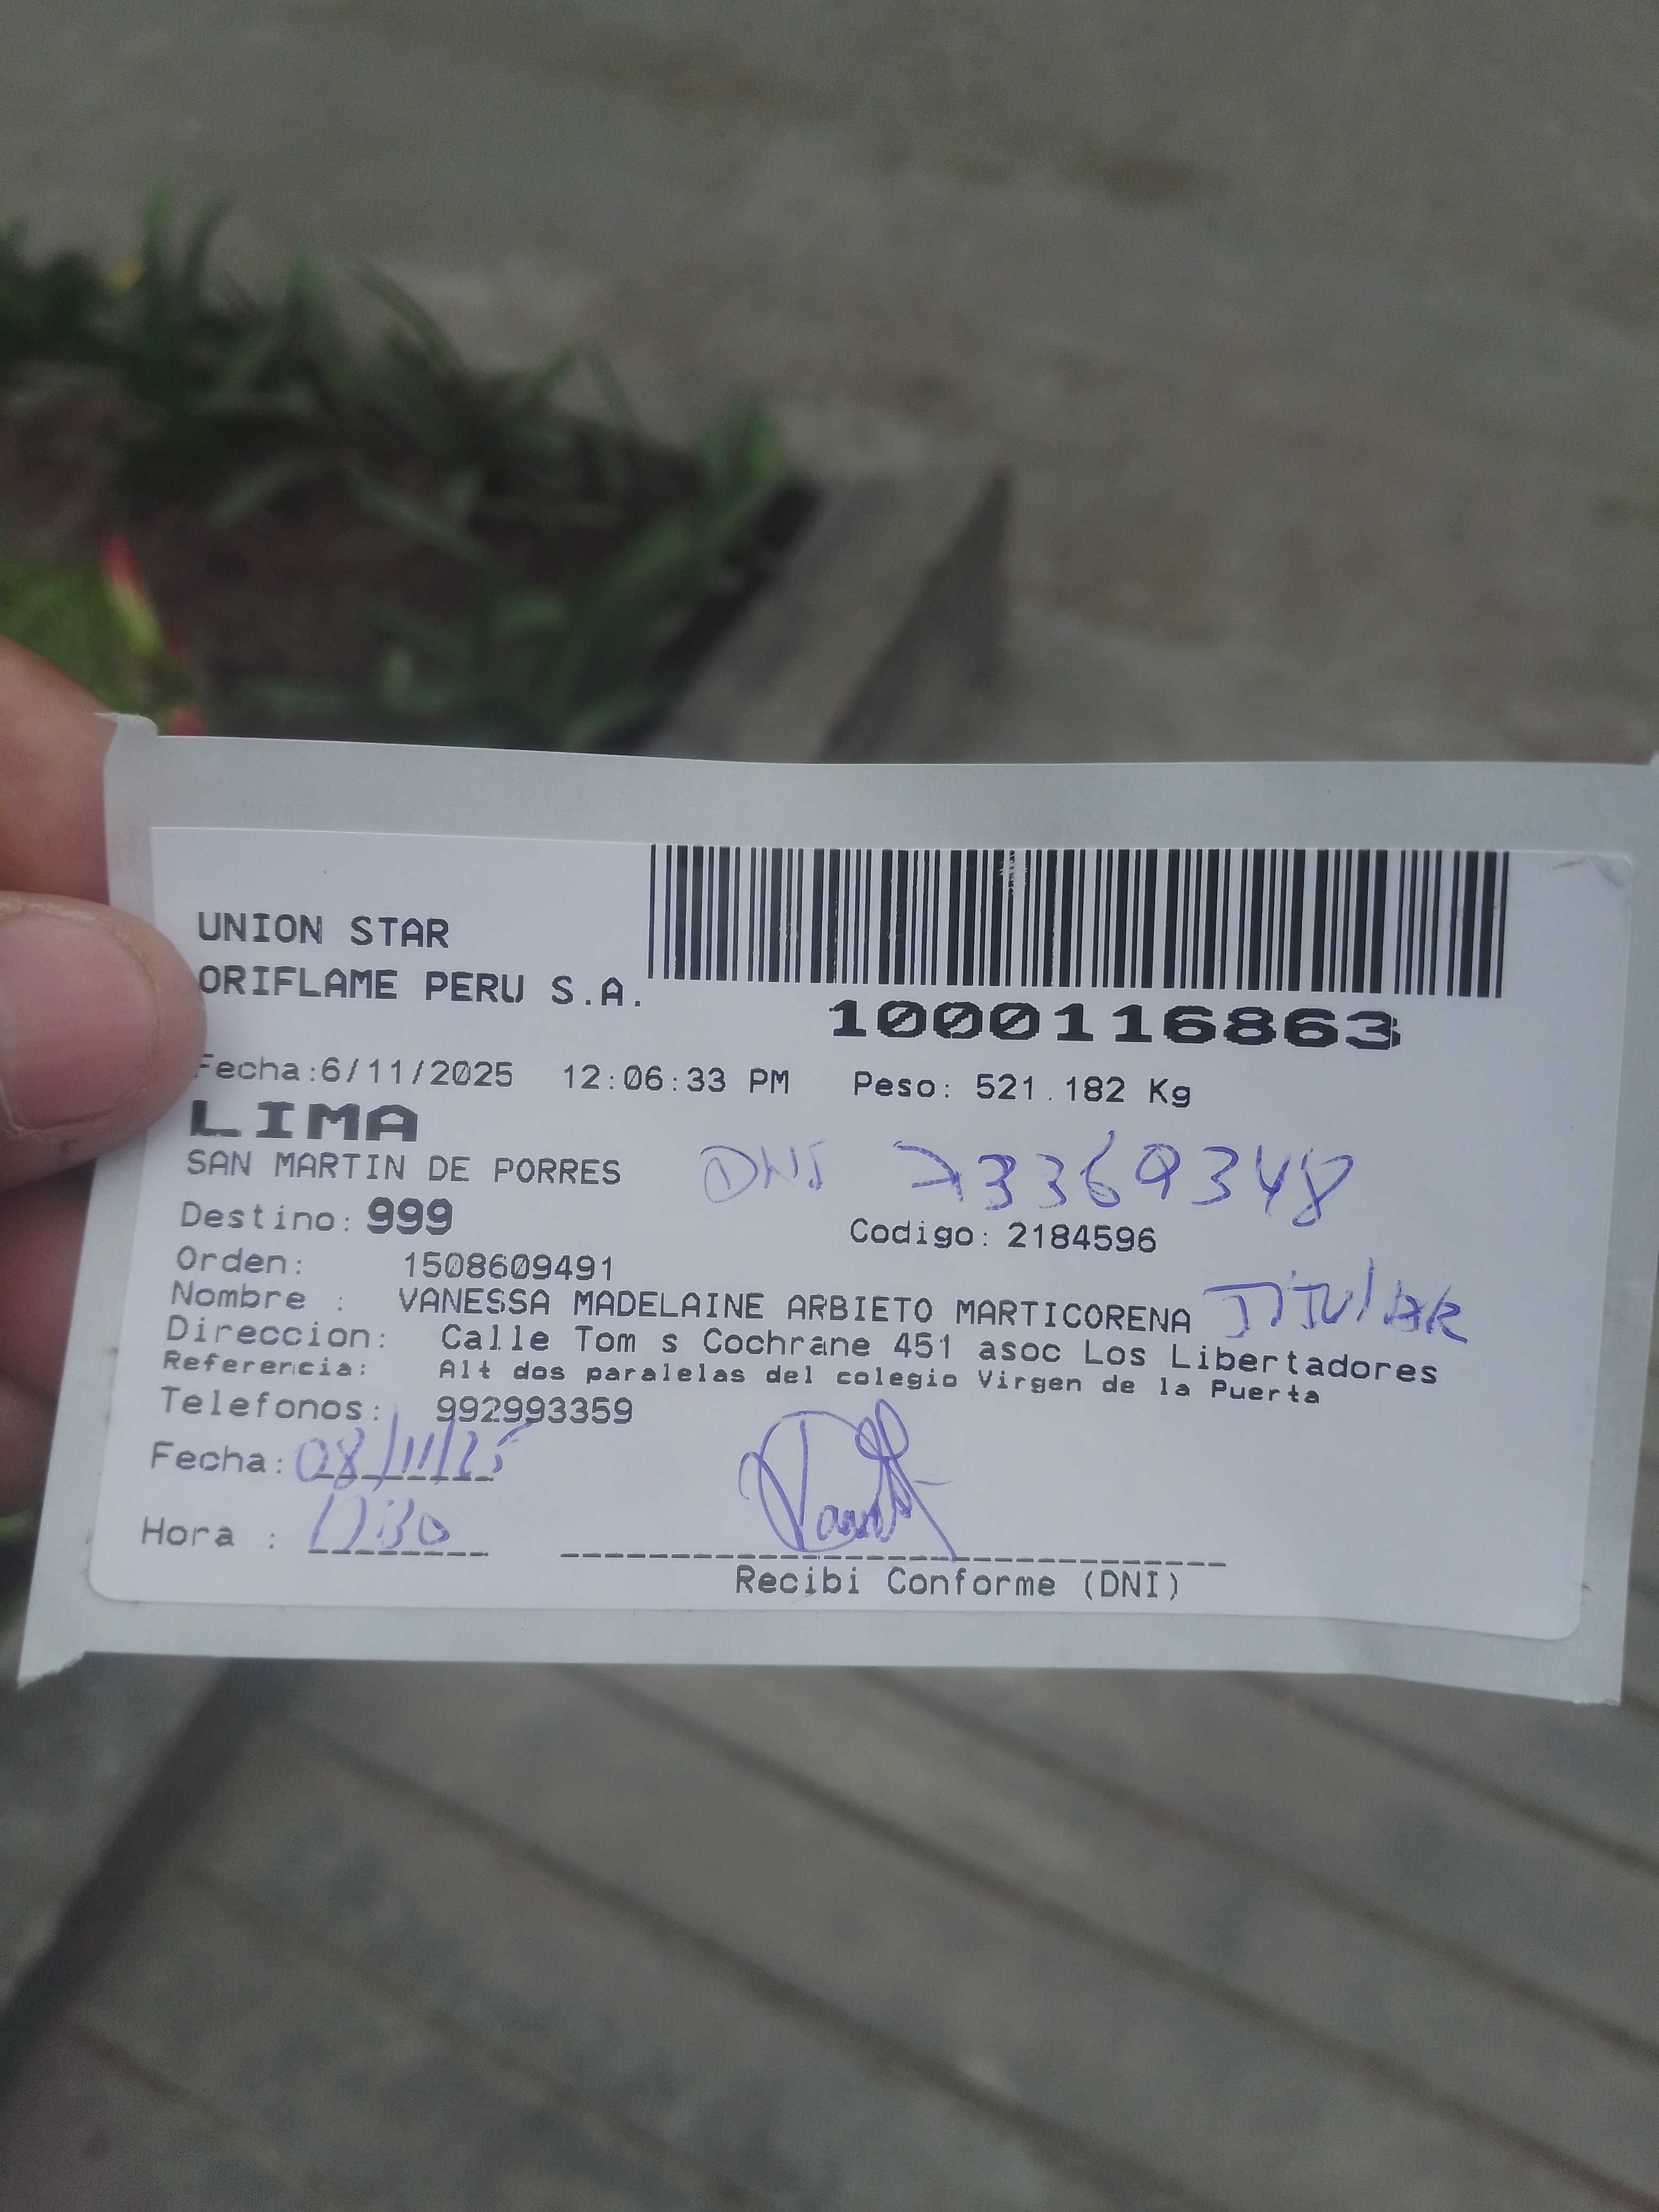 UNION STAR
ORIFLAME PERU S.A.
1000116863
Fecha:6/11/2025 12:06:33 PM Peso: 521.182 Kg
LIMA
SAN MARTIN DE PORRES DNI 73369348
Destino: 999 Codigo: 2184596
Orden: 1508609491
Nombre : VANESSA MADELAINE ARBIETO MARTICORENA TITULAR
Direccion: Calle Tom s Cochrane 451 asoc Los Libertadores
Referencia: Alt dos paralelas del colegio Virgen de la Puerta
Telefonos: 992993359
Fecha: 08/11/25
Hora :
Recibi Conforme (DNI)